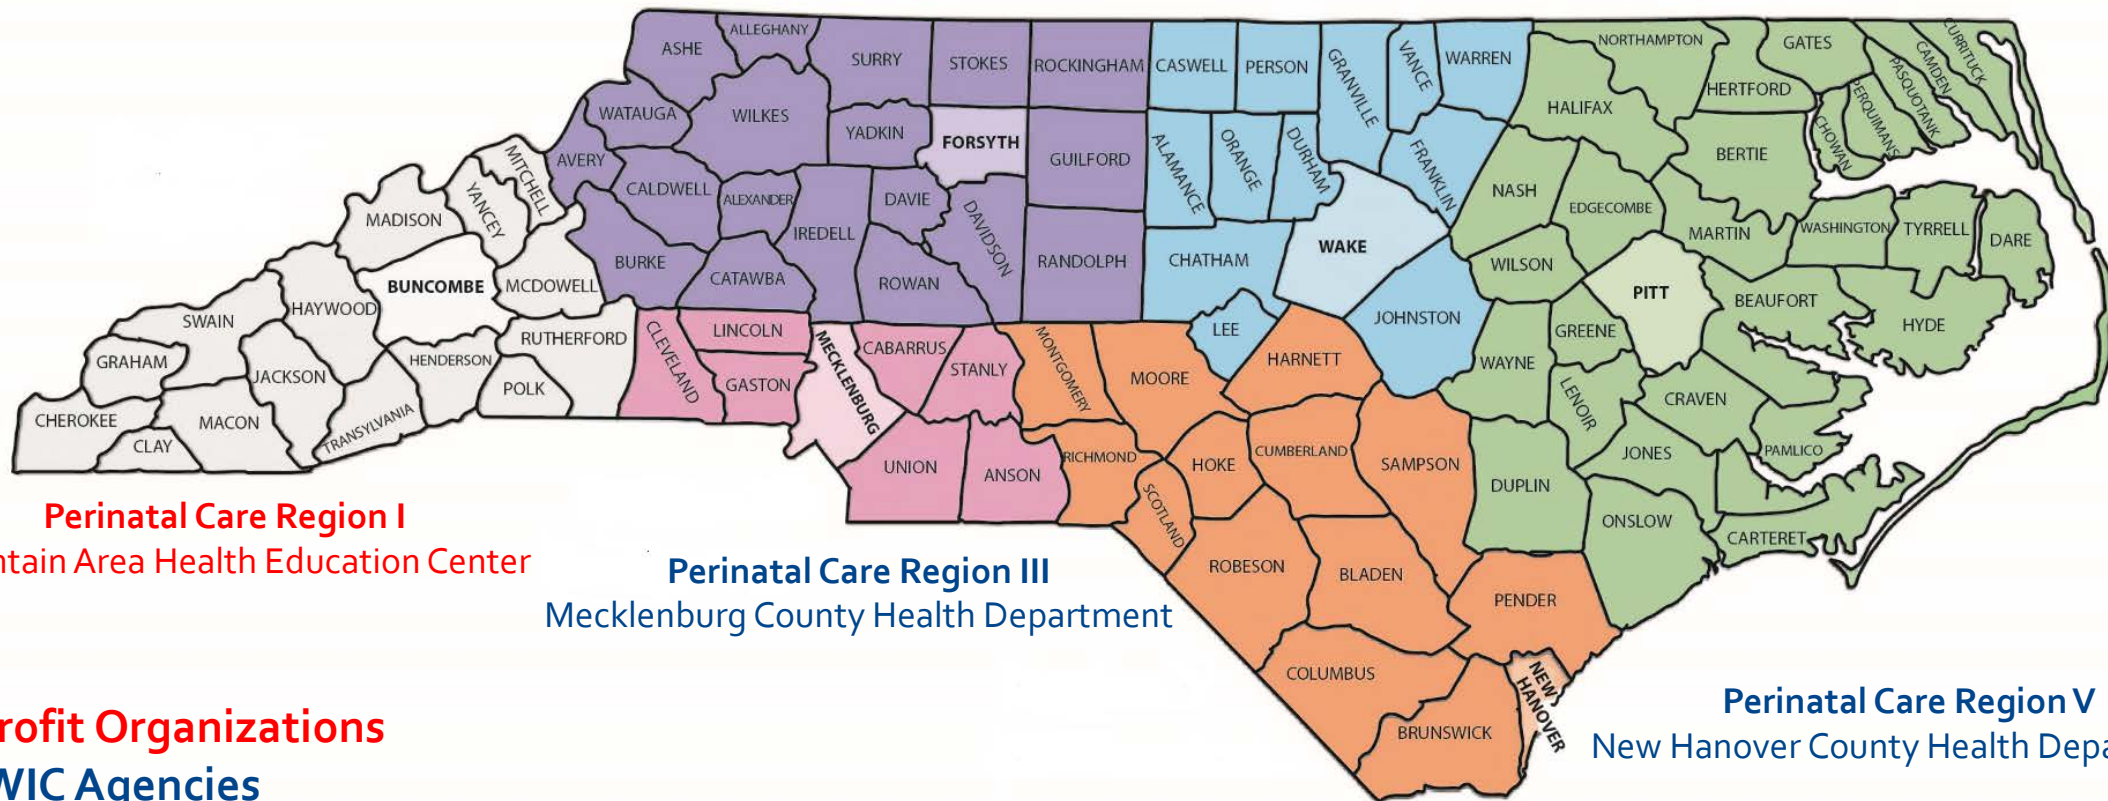 ASHE
ALLEGHANY
SURRY
STOKES
ROCKINGHAM
CASWELL
PERSON
GRANVILLE
VANCE
WARREN
NORTHAMPTON
GATES
CURRITUCK
CAMDEN
PASQUOTANK
PERQUIMANS
CHOWAN
HERTFORD
HALIFAX
WATAUGA
WILKES
YADKIN
FORSYTH
GUILFORD
ALAMANCE
ORANGE
DURHAM
FRANKLIN
BERTIE
MITCHELL
AVERY
CALDWELL
ALEXANDER
DAVIE
NASH
EDGECOMBE
YANCEY
MADISON
IREDELL
DAVIDSON
RANDOLPH
CHATHAM
WAKE
MARTIN
WASHINGTON
TYRRELL
DARE
BURKE
CATAWBA
ROWAN
WILSON
BUNCOMBE
MCDOWELL
PITT
BEAUFORT
HYDE
HAYWOOD
SWAIN
LEE
JOHNSTON
GREENE
RUTHERFORD
CLEVELAND
LINCOLN
MECKLENBURG
CABARRUS
STANLY
MONTGOMERY
MOORE
HARNETT
WAYNE
GRAHAM
JACKSON
HENDERSON
POLK
GASTON
LENOIR
CRAVEN
CHEROKEE
MACON
CLAY
TRANSYLVANIA
UNION
ANSON
RICHMOND
SCOTLAND
HOKE
CUMBERLAND
SAMPSON
DUPLIN
JONES
PAMLICO
ONSLOW
CARTERET
ROBESON
BLADEN
PENDER
COLUMBUS
BRUNSWICK
NEW
HANOVER
Perinatal Care Region I
ntain Area Health Education Center
Perinatal Care Region III
Mecklenburg County Health Department
Perinatal Care Region V
New Hanover County Health Depa
rofit Organizations
WIC Agencies